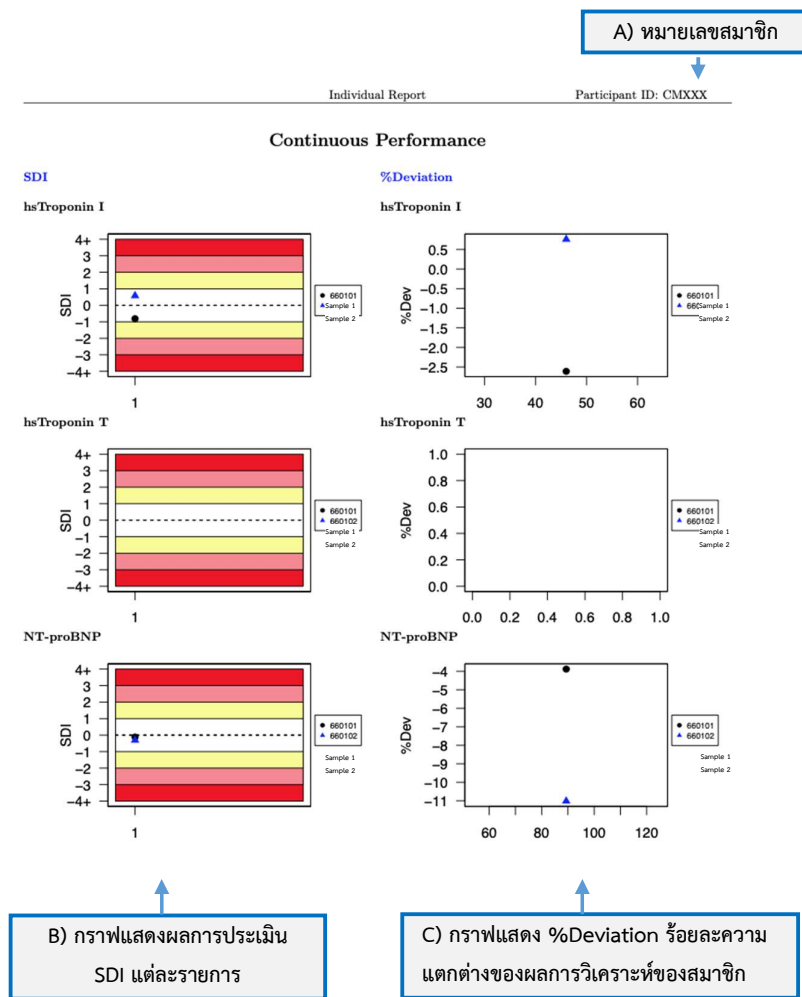 A) หมายเลขสมาชิก
Individual Report Participant ID: CMXXX
Continuous Performance
SDI %Deviation
hsTroponin I hsTroponin I
4+
3
2
1
0
−1
−2
−3
−4+
SDI
1
660101
Sample 1
Sample 2
0.5
0.0
−0.5
−1.0
−1.5
−2.0
−2.5
%Dev
30 40 50 60
660101
Sample 1
Sample 2
hsTroponin T hsTroponin T
4+
3
2
1
0
−1
−2
−3
−4+
SDI
1
660101
660102
Sample 1
Sample 2
1.0
0.8
0.6
0.4
0.2
0.0
%Dev
0.0 0.2 0.4 0.6 0.8 1.0
660101
660102
Sample 1
Sample 2
NT-proBNP NT-proBNP
4+
3
2
1
0
−1
−2
−3
−4+
SDI
1
660101
660102
Sample 1
Sample 2
−4
−5
−6
−7
−8
−9
−10
−11
%Dev
60 80 100 120
660101
660102
Sample 1
Sample 2
B) กราฟแสดงผลการประเมิน
SDI แต่ละรายการ
C) กราฟแสดง %Deviation ร้อยละความ
แตกต่างของผลการวิเคราะห์ของสมาชิก